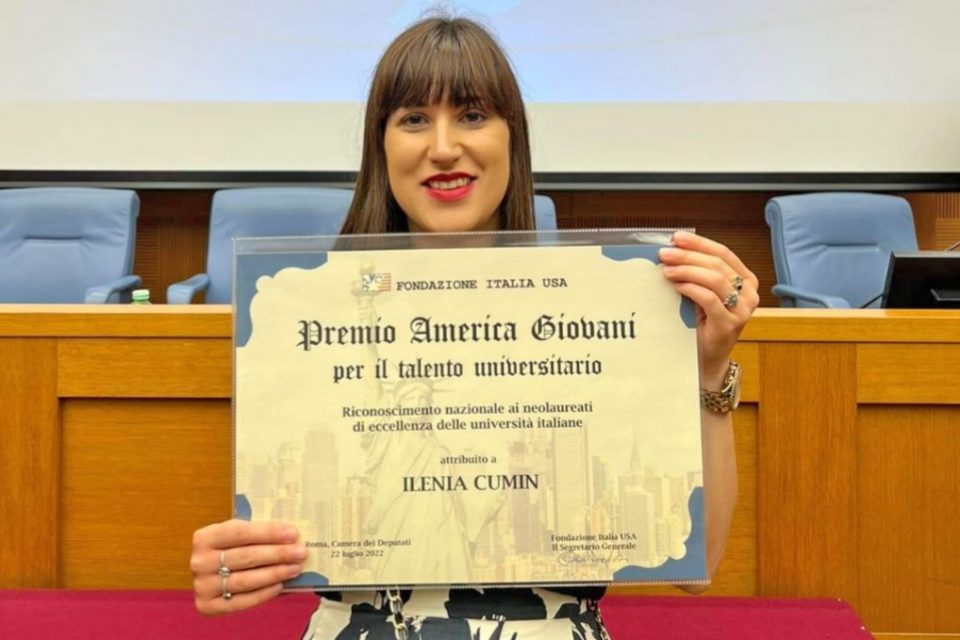 FONDAZIONE ITALIA USA
Premio America Giovani
per il talento universitario
Riconoscimento nazionale ai neolaureati
di eccellenza delle università italiane
attribuito a
ILENIA CUMIN
Roma, Camera dei Deputati
22 luglio 2022
Fondazione Italia USA
Il Segretario Generale